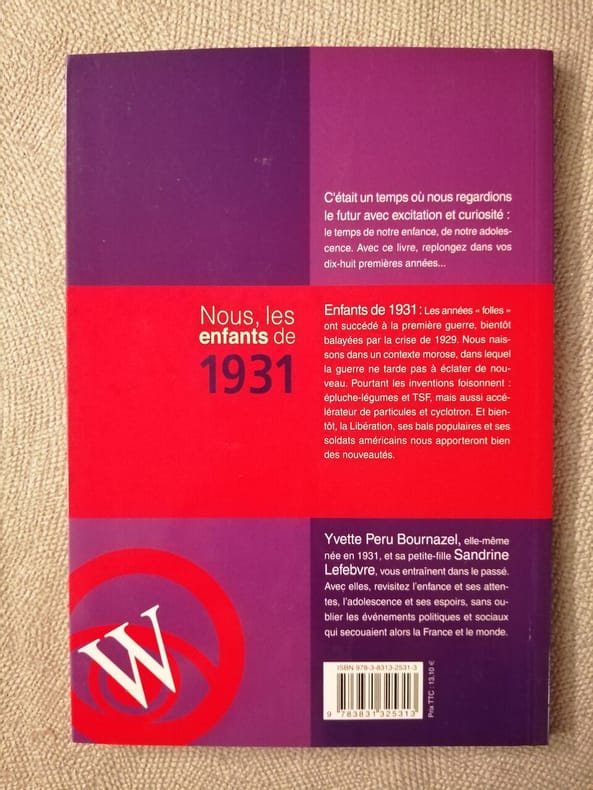 C'était un temps où nous regardions
le futur avec excitation et curiosité :
le temps de notre enfance, de notre adoles-
cence. Avec ce livre, replongez dans vos
dix-huit premières années...
Nous, les
enfants de
1931
Enfants de 1931 : Les années « folles »
ont succédé à la première guerre, bientôt
balayées par la crise de 1929. Nous nais-
sons dans un contexte morose, dans lequel
la guerre ne tarde pas à éclater de nou-
veau. Pourtant les inventions foisonnent :
épluche-légumes et TSF, mais aussi accé-
lérateur de particules et cyclotron. Et bien-
tôt, la Libération, ses bals populaires et ses
soldats américains nous apporteront bien
des nouveautés.
Yvette Peru Bournazel, elle-même
née en 1931, et sa petite-fille Sandrine
Lefebvre, vous entraînent dans le passé.
Avec elles, revisitez l'enfance et ses atten-
tes, l'adolescence et ses espoirs, sans ou-
blier les événements politiques et sociaux
qui secouaient alors la France et le monde.
W
ISBN 978-3-8313-2531-3
9 783831 325313
Prix TTC : 13,10 €